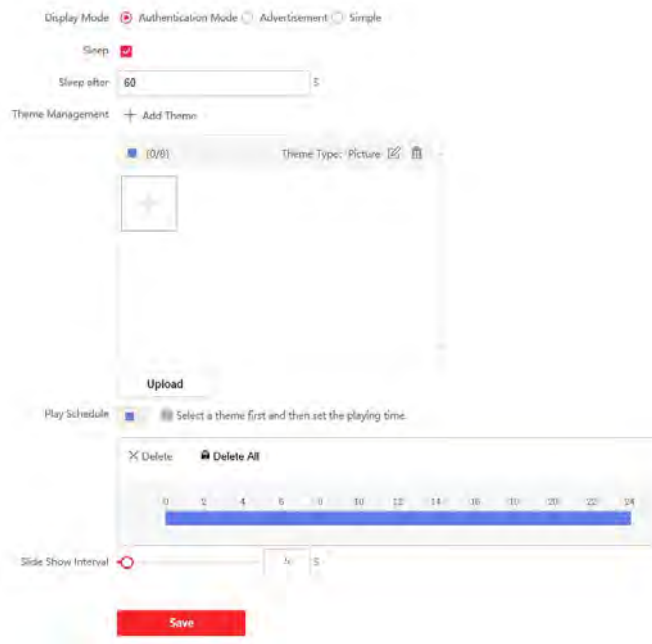 Display Mode Authentication Mode Advertisement Simple
Sleep
Sleep after 60 S
Theme Management + Add Theme
Theme Type: Picture
Upload
Play Schedule Select a theme first and then set the playing time.
Delete Delete All
0 2 4 6 8 10 12 14 16 18 20 22 24
Slide Show Interval S
Save